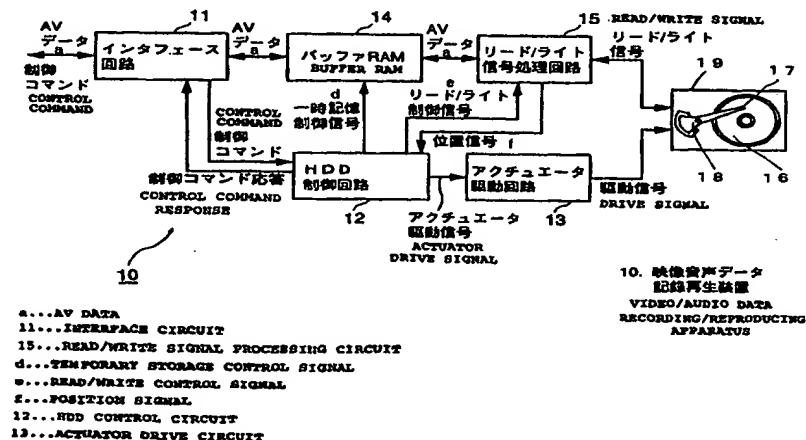 11
14
15
READ/WRITE SIGNAL
AV
データ
a
制御
コマンド
CONTROL
COMMAND
インタフェース
回路
AV
データ
a
バッファRAM
BUFFER RAM
AV
データ
a
リード/ライト
信号処理回路
リード/ライト
信号
19
17
18
16
d
一時記憶
制御信号
e
リード/ライト
制御信号
位置信号 f
CONTROL
COMMAND
制御
コマンド
制御コマンド応答
CONTROL COMMAND
RESPONSE
HDD
制御回路
12
アクチュエータ
駆動回路
13
アクチュエータ
駆動信号
ACTUATOR
DRIVE SIGNAL
駆動信号
DRIVE SIGNAL
10
10. 映像音声データ
記録再生装置
VIDEO/AUDIO DATA
RECORDING/REPRODUCING
APPARATUS
a...AV DATA
11...INTERFACE CIRCUIT
15...READ/WRITE SIGNAL PROCESSING CIRCUIT
d...TEMPORARY STORAGE CONTROL SIGNAL
e...READ/WRITE CONTROL SIGNAL
f...POSITION SIGNAL
12...HDD CONTROL CIRCUIT
13...ACTUATOR DRIVE CIRCUIT